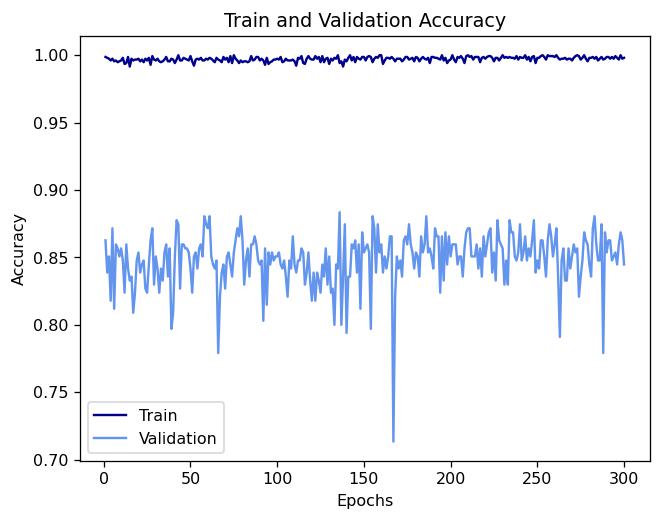 Train and Validation Accuracy
1.00
0.95
0.90
0.85
0.80
0.75
0.70
Accuracy
Train
Validation
0 50 100 150 200 250 300
Epochs